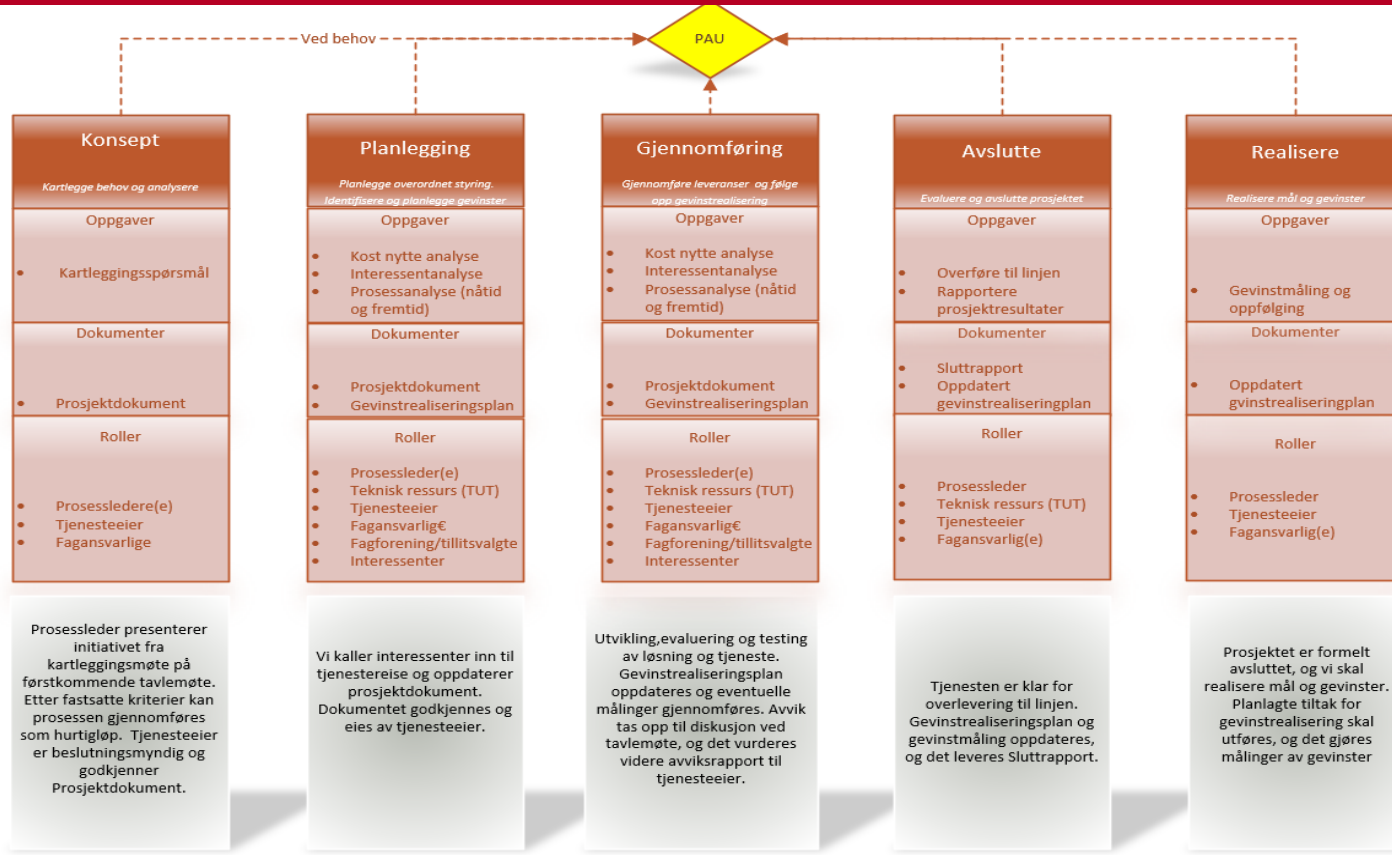 Ved behov
PAU
Konsept
Kartlegge behov og analysere
Oppgaver
• Kartleggingsspørsmål
Dokumenter
• Prosjektdokument
Roller
• Prosessledere(e)
• Tjenesteeier
• Fagansvarlige
Prosessleder presenterer
initiativet fra
kartleggingsmøte på
førstkommende tavlemøte.
Etter fastsatte kriterier kan
prosessen gjennomføres
som hurtigløp.  Tjenesteeier
er beslutningsmyndig og
godkjenner
Prosjektdokument.
Planlegging
Planlegge overordnet styring.
Identifisere og planlegge gevinster
Oppgaver
• Kost nytte analyse
• Interessentanalyse
• Prosessanalyse (nåtid
og fremtid)
Dokumenter
• Prosjektdokument
• Gevinstrealiseringsplan
Roller
• Prosessleder(e)
• Teknisk ressurs (TUT)
• Tjenesteeier
• Fagansvarlig€
• Fagforening/tillitsvalgte
• Interessenter
Vi kaller interessenter inn til
tjenestereise og oppdaterer
prosjektdokument.
Dokumentet godkjennes og
eies av tjenesteeier.
Gjennomføring
Gjennomføre leveranser  og følge
opp gevinstrealisering
Oppgaver
• Kost nytte analyse
• Interessentanalyse
• Prosessanalyse (nåtid
og fremtid)
Dokumenter
• Prosjektdokument
• Gevinstrealiseringsplan
Roller
• Prosessleder(e)
• Teknisk ressurs (TUT)
• Tjenesteeier
• Fagansvarlig€
• Fagforening/tillitsvalgte
• Interessenter
Utvikling,evaluering og testing
av løsning og tjeneste.
Gevinstrealiseringsplan
oppdateres og eventuelle
målinger gjennomføres. Avvik
tas opp til diskusjon ved
tavlemøte, og det vurderes
videre avviksrapport til
tjenesteeier.
Avslutte
Evaluere og avslutte prosjektet
Oppgaver
• Overføre til linjen
• Rapportere
prosjektresultater
Dokumenter
• Sluttrapport
• Oppdatert
gevinstrealiseringplan
Roller
• Prosessleder
• Teknisk ressurs (TUT)
• Tjenesteeier
• Fagansvarlig(e)
Tjenesten er klar for
overlevering til linjen.
Gevinstrealiseringsplan og
gevinstmåling oppdateres,
og det leveres Sluttrapport.
Realisere
Realisere mål og gevinster
Oppgaver
• Gevinstmåling og
oppfølging
Dokumenter
• Oppdatert
gvinstrealiseringplan
Roller
• Prosessleder
• Tjenesteeier
• Fagansvarlig(e)
Prosjektet er formelt
avsluttet, og vi skal
realisere mål og gevinster.
Planlagte tiltak for
gevinstrealisering skal
utføres, og det gjøres
målinger av gevinster